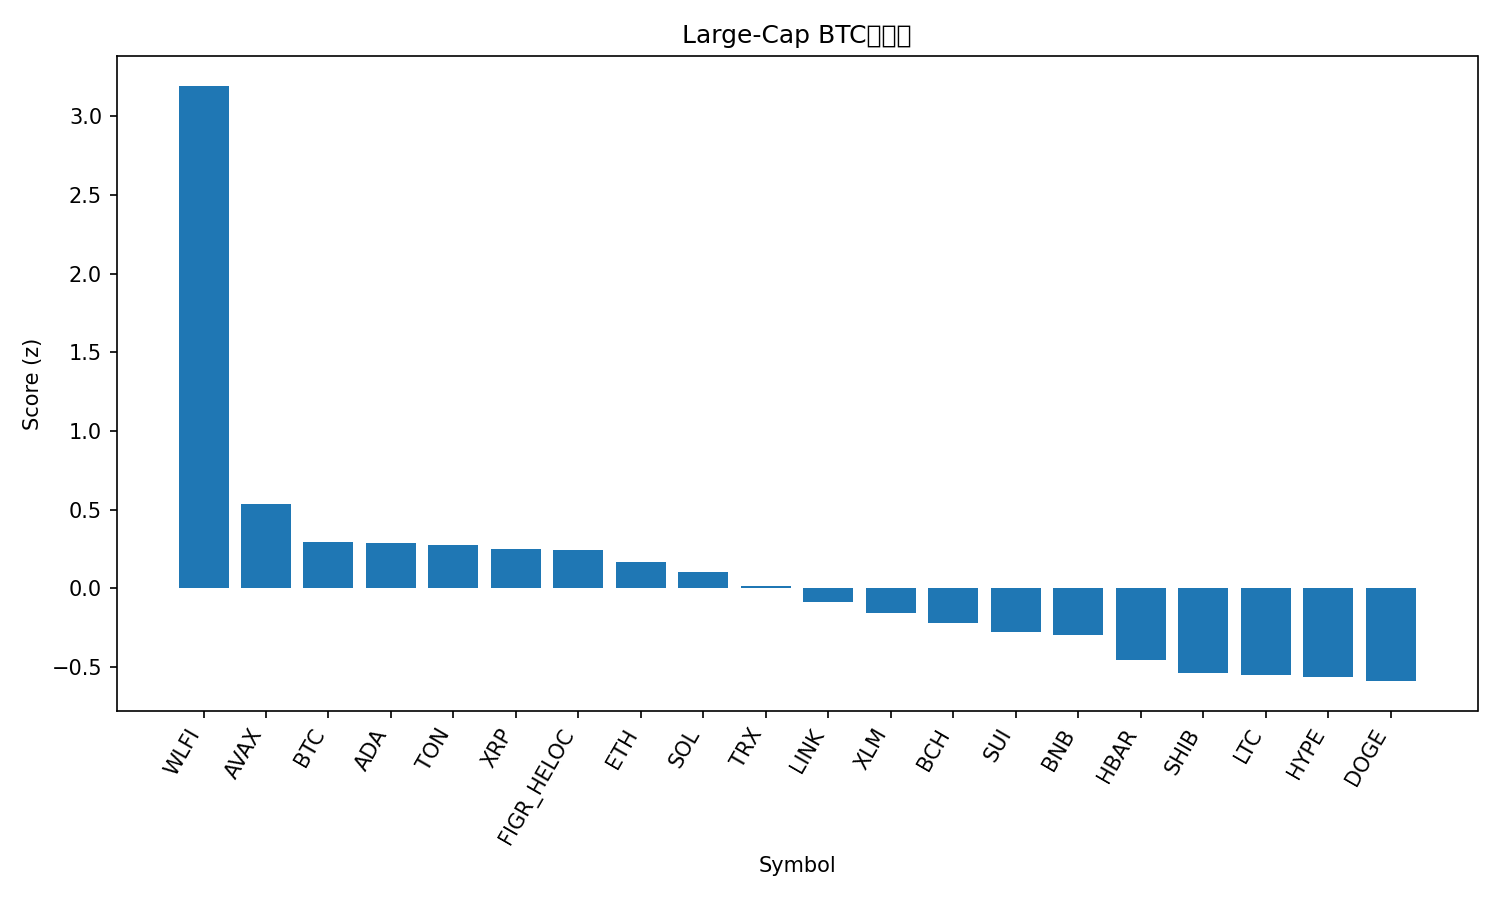 Large-Cap BTC
Score (z)
3.0
2.5
2.0
1.5
1.0
0.5
0.0
−0.5
WLFI
AVAX
BTC
ADA
TON
XRP
FIGR_HELOC
ETH
SOL
TRX
LINK
XLM
BCH
SUI
BNB
HBAR
SHIB
LTC
HYPE
DOGE
Symbol